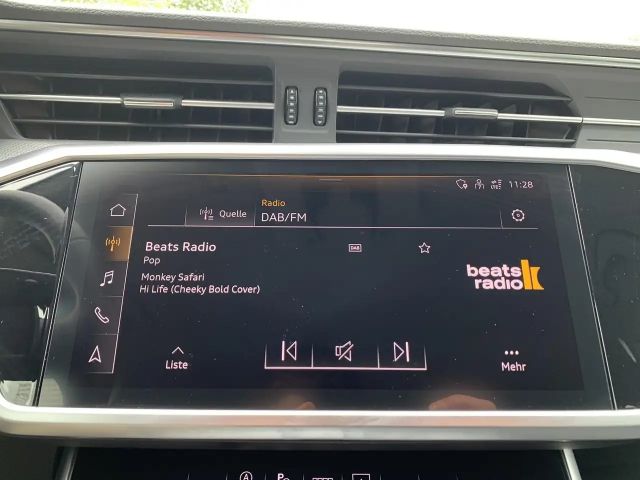 11:28
Quelle
Radio
DAB/FM
Beats Radio
DAB
Pop
Monkey Safari
Hi Life (Cheeky Bold Cover)
beats
radio
Liste
Mehr
A